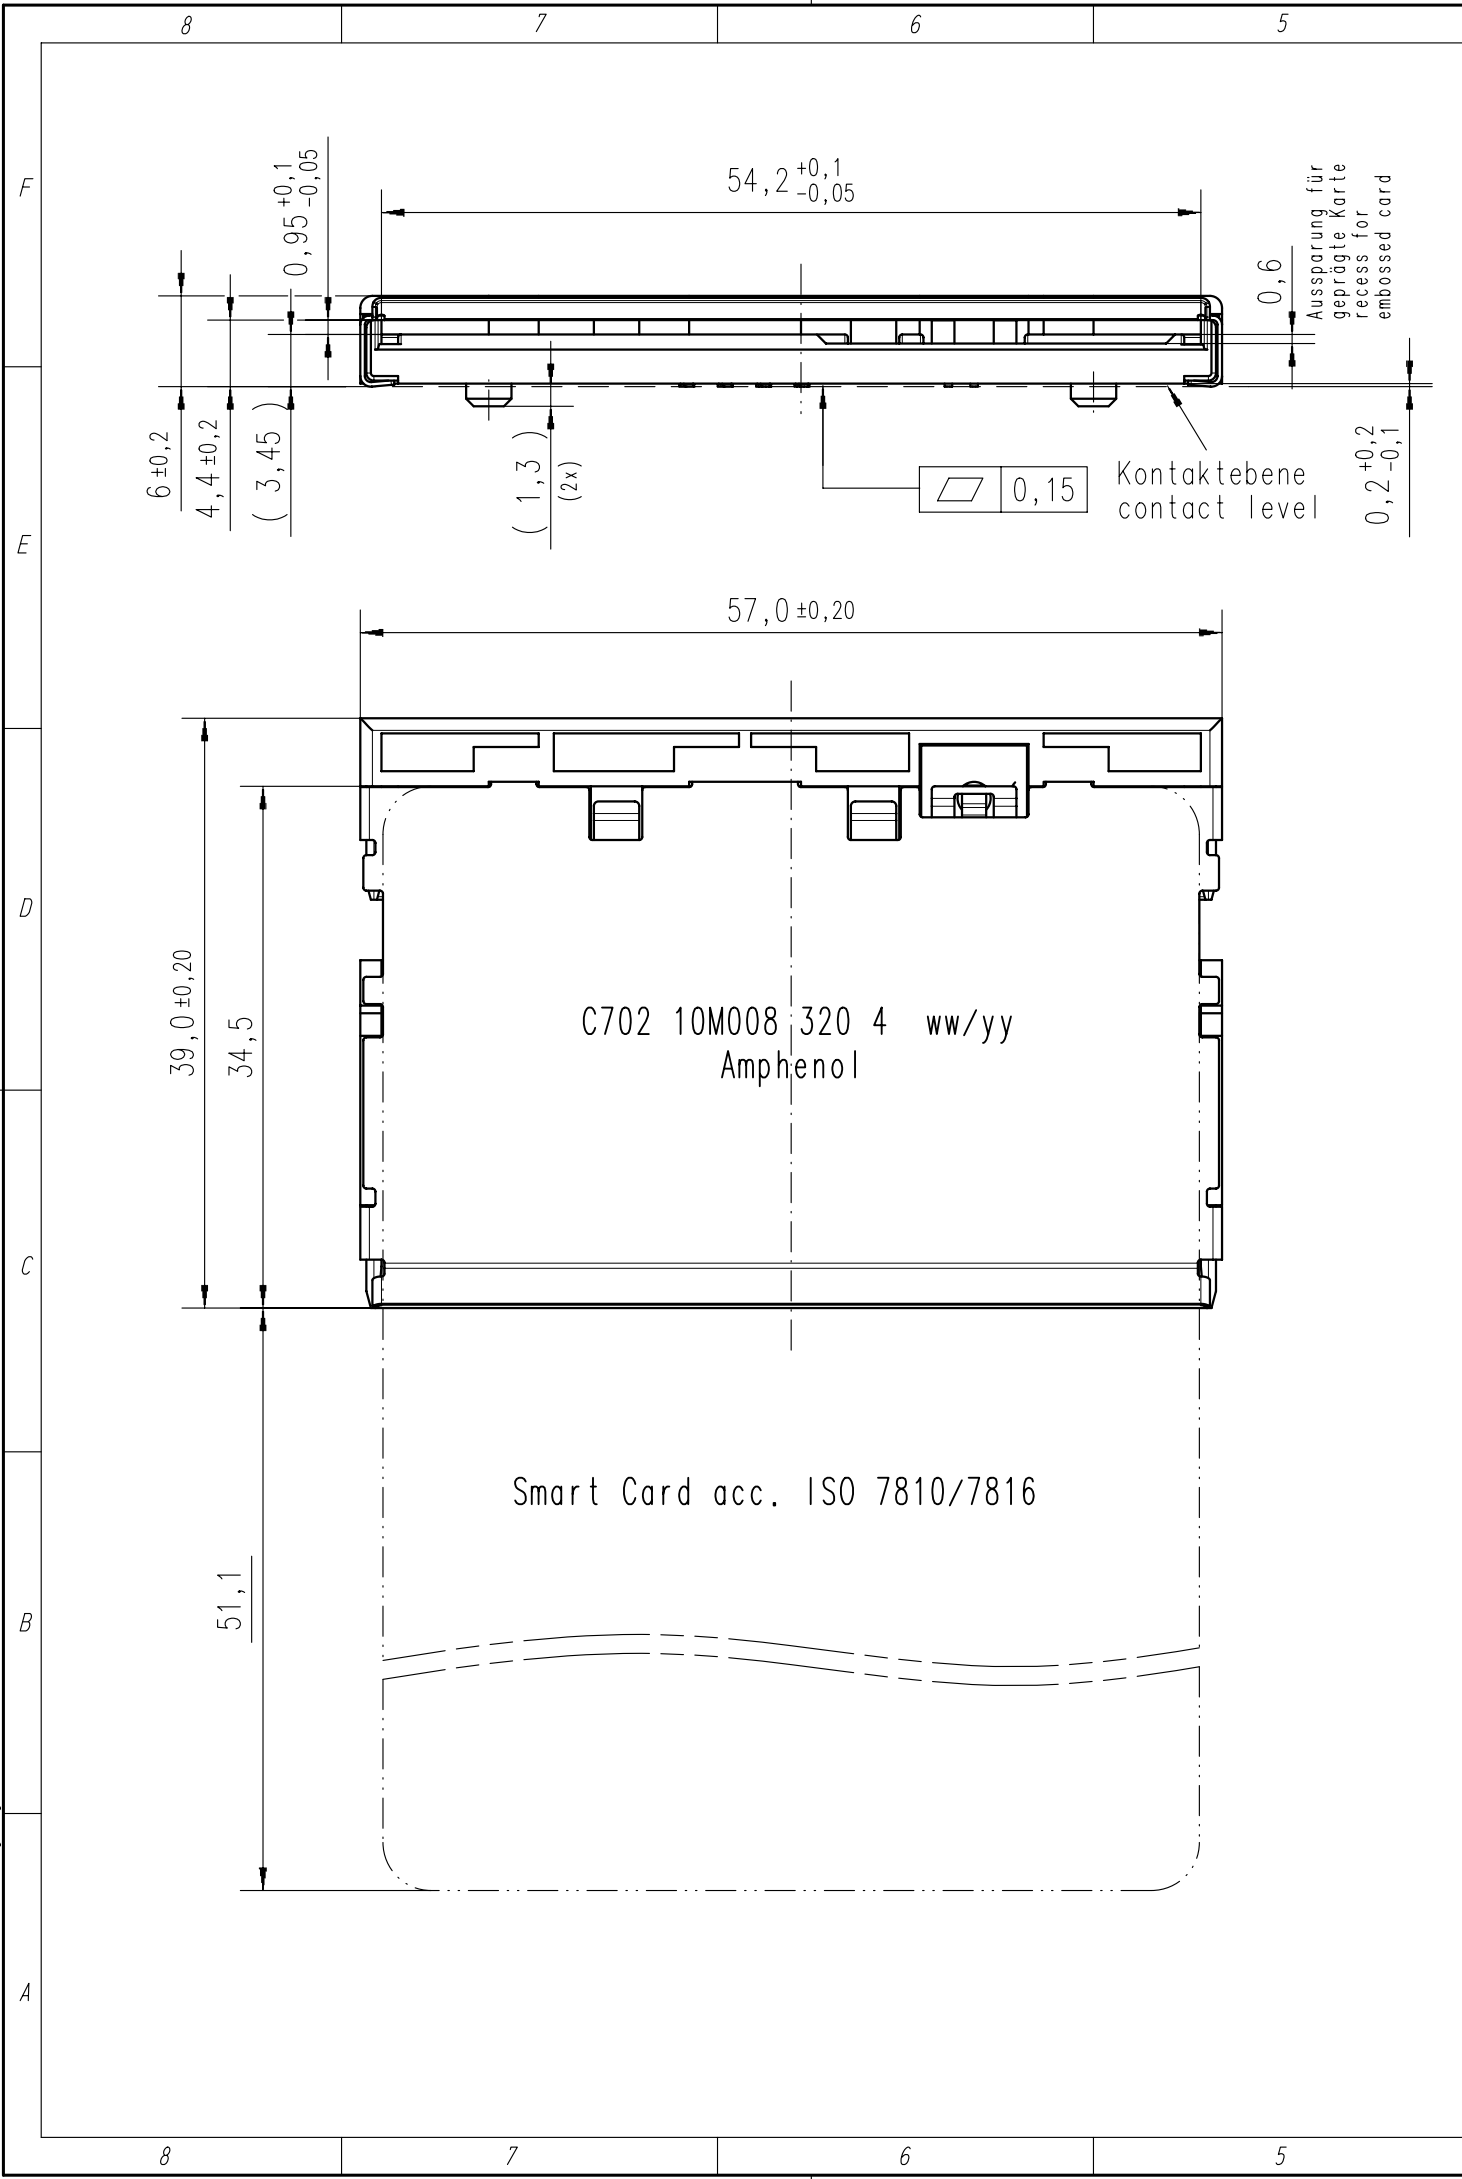 8 7 6 5
F
E
D
C
B
A
54,2 +0,1 -0,05
0,95 +0,1 -0,05
6 ±0,2
4,4 ±0,2
( 3,45 )
( 1,3 )
(2x)
0,15
Kontaktebene
contact level
0,6
Aussparung für
geprägte Karte
recess for
embossed card
0,2 +0,2 -0,1
57,0 ±0,20
39,0 ±0,20
34,5
C702 10M008 320 4 ww/yy
Amphenol
Smart Card acc. ISO 7810/7816
51,1
8 7 6 5